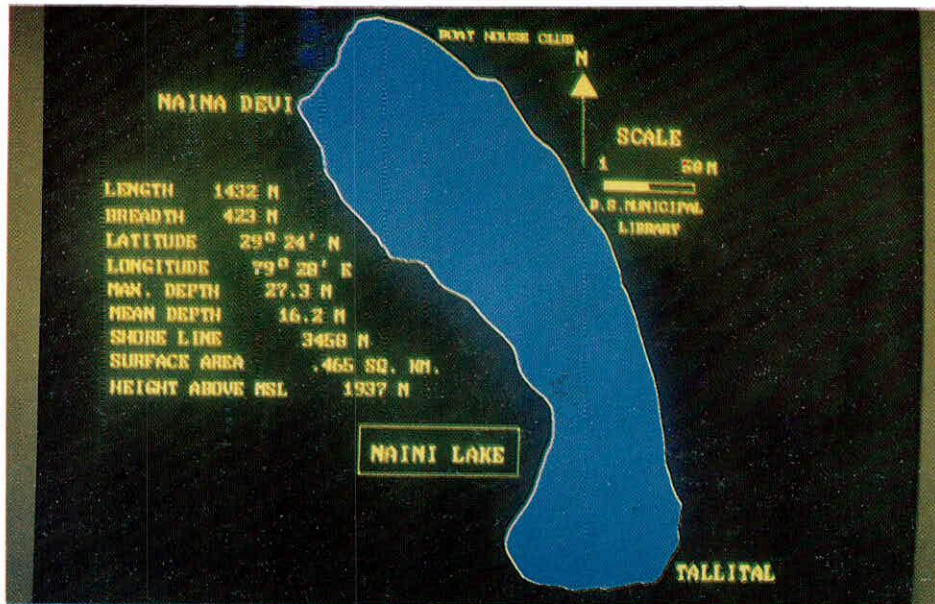 BOAT HOUSE CLUB
N
NAINA DEVI
SCALE
1 50 M
D.S.MUNICIPAL
LIBRARY
LENGTH 1432 M
BREADTH 423 M
LATITUDE 29° 24' N
LONGITUDE 79° 28' E
MAX. DEPTH 27.3 M
MEAN DEPTH 16.2 M
SHORE LINE 3458 M
SURFACE AREA .465 SQ. KM.
HEIGHT ABOVE MSL 1937 M
NAINI LAKE
TALLITAL